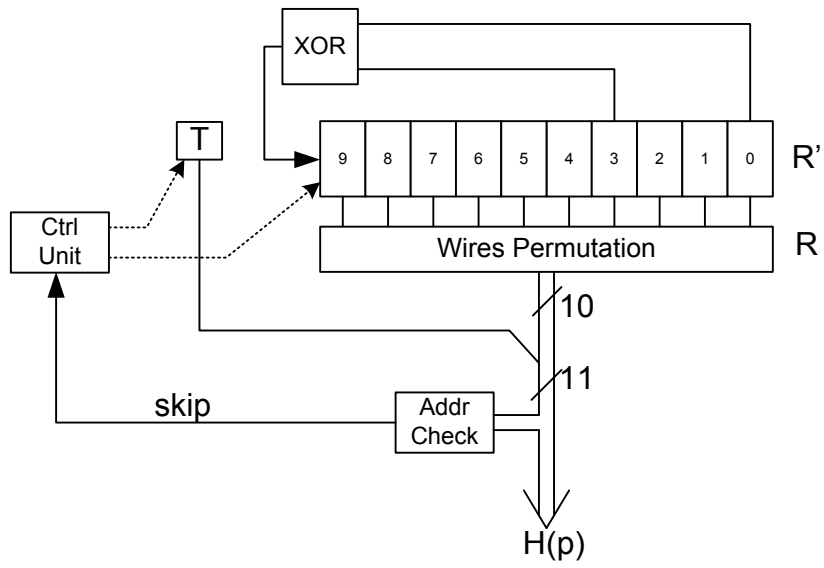 XOR
T
9 8 7 6 5 4 3 2 1 0
R'
Ctrl
Unit
Wires Permutation
R
10
11
skip
Addr
Check
H(p)